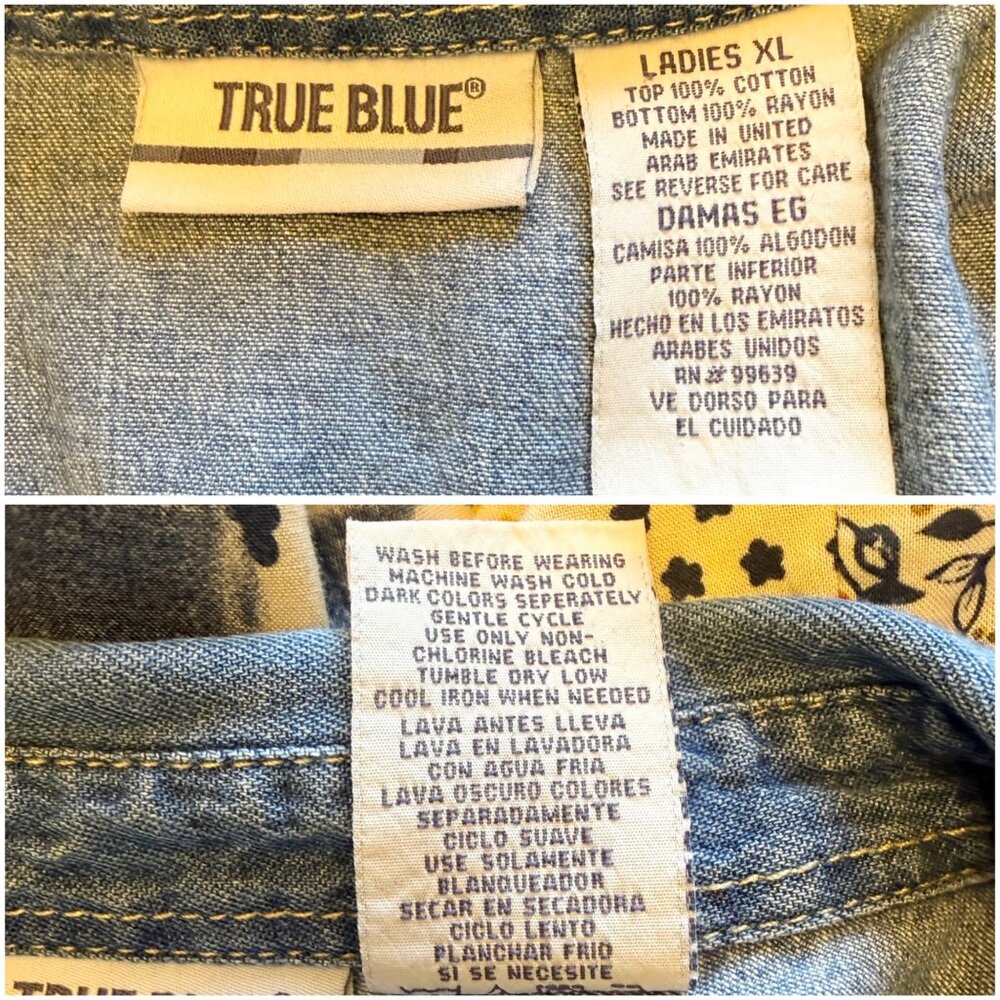 TRUE BLUE®
LADIES XL
TOP 100% COTTON
BOTTOM 100% RAYON
MADE IN UNITED
ARAB EMIRATES
SEE REVERSE FOR CARE
DAMAS EG
CAMISA 100% ALGODON
PARTE INFERIOR
100% RAYON
HECHO EN LOS EMIRATOS
ARABES UNIDOS
RN# 99639
VE DORSO PARA
EL CUIDADO
WASH BEFORE WEARING
MACHINE WASH COLD
DARK COLORS SEPERATELY
GENTLE CYCLE
USE ONLY NON-
CHLORINE BLEACH
TUMBLE DRY LOW
COOL IRON WHEN NEEDED
LAVA ANTES LLEVA
LAVA EN LAVADORA
CON AGUA FRIA
LAVA OSCURO COLORES
SEPARADAMENTE
CICLO SUAVE
USE SOLAMENTE
BLANQUEADOR
SECAR EN SECADORA
CICLO LENTO
PLANCHAR FRIO
SI SE NECESITE
TRUE